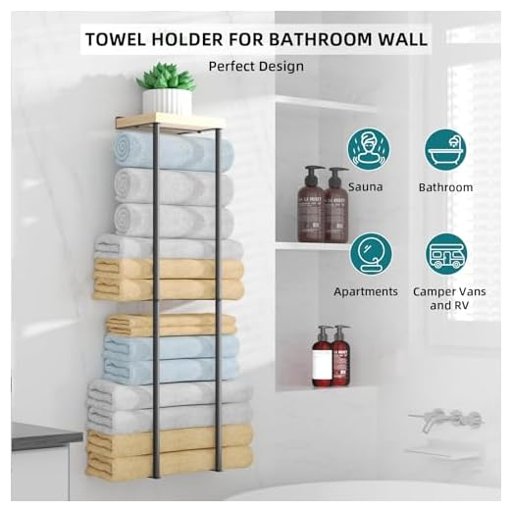 TOWEL HOLDER FOR BATHROOM WALL
Perfect Design
Sauna
Bathroom
Apartments
Camper Vans
and RV